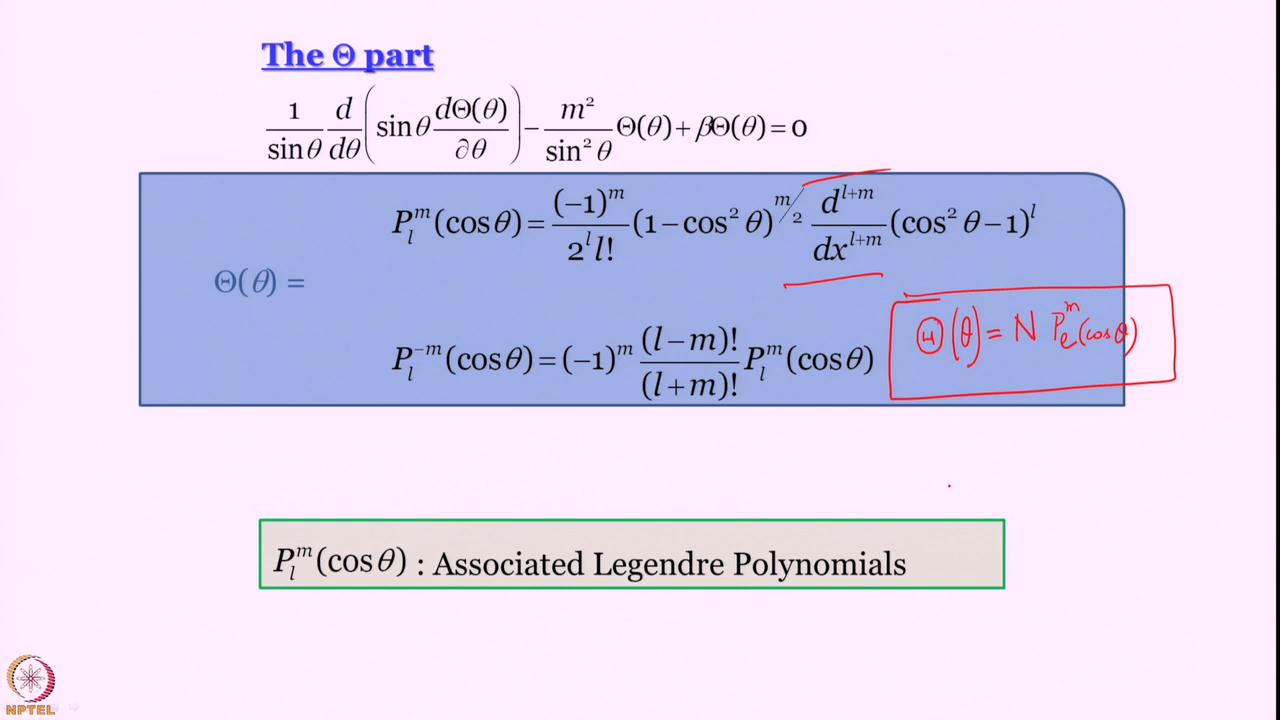 The Θ part
1/sinθ d/dθ (sinθ dΘ(θ)/∂θ) − m²/sin²θ Θ(θ) + βΘ(θ) = 0
P_l^m(cosθ) = (−1)^m/(2^l l!) (1 − cos²θ)^(m/2) d^(l+m)/dx^(l+m) (cos²θ − 1)^l
Θ(θ) =
Θ(θ) = N P_l^m(cosθ)
P_l^−m(cosθ) = (−1)^m (l − m)!/(l + m)! P_l^m(cosθ)
P_l^m(cosθ) : Associated Legendre Polynomials
NPTEL